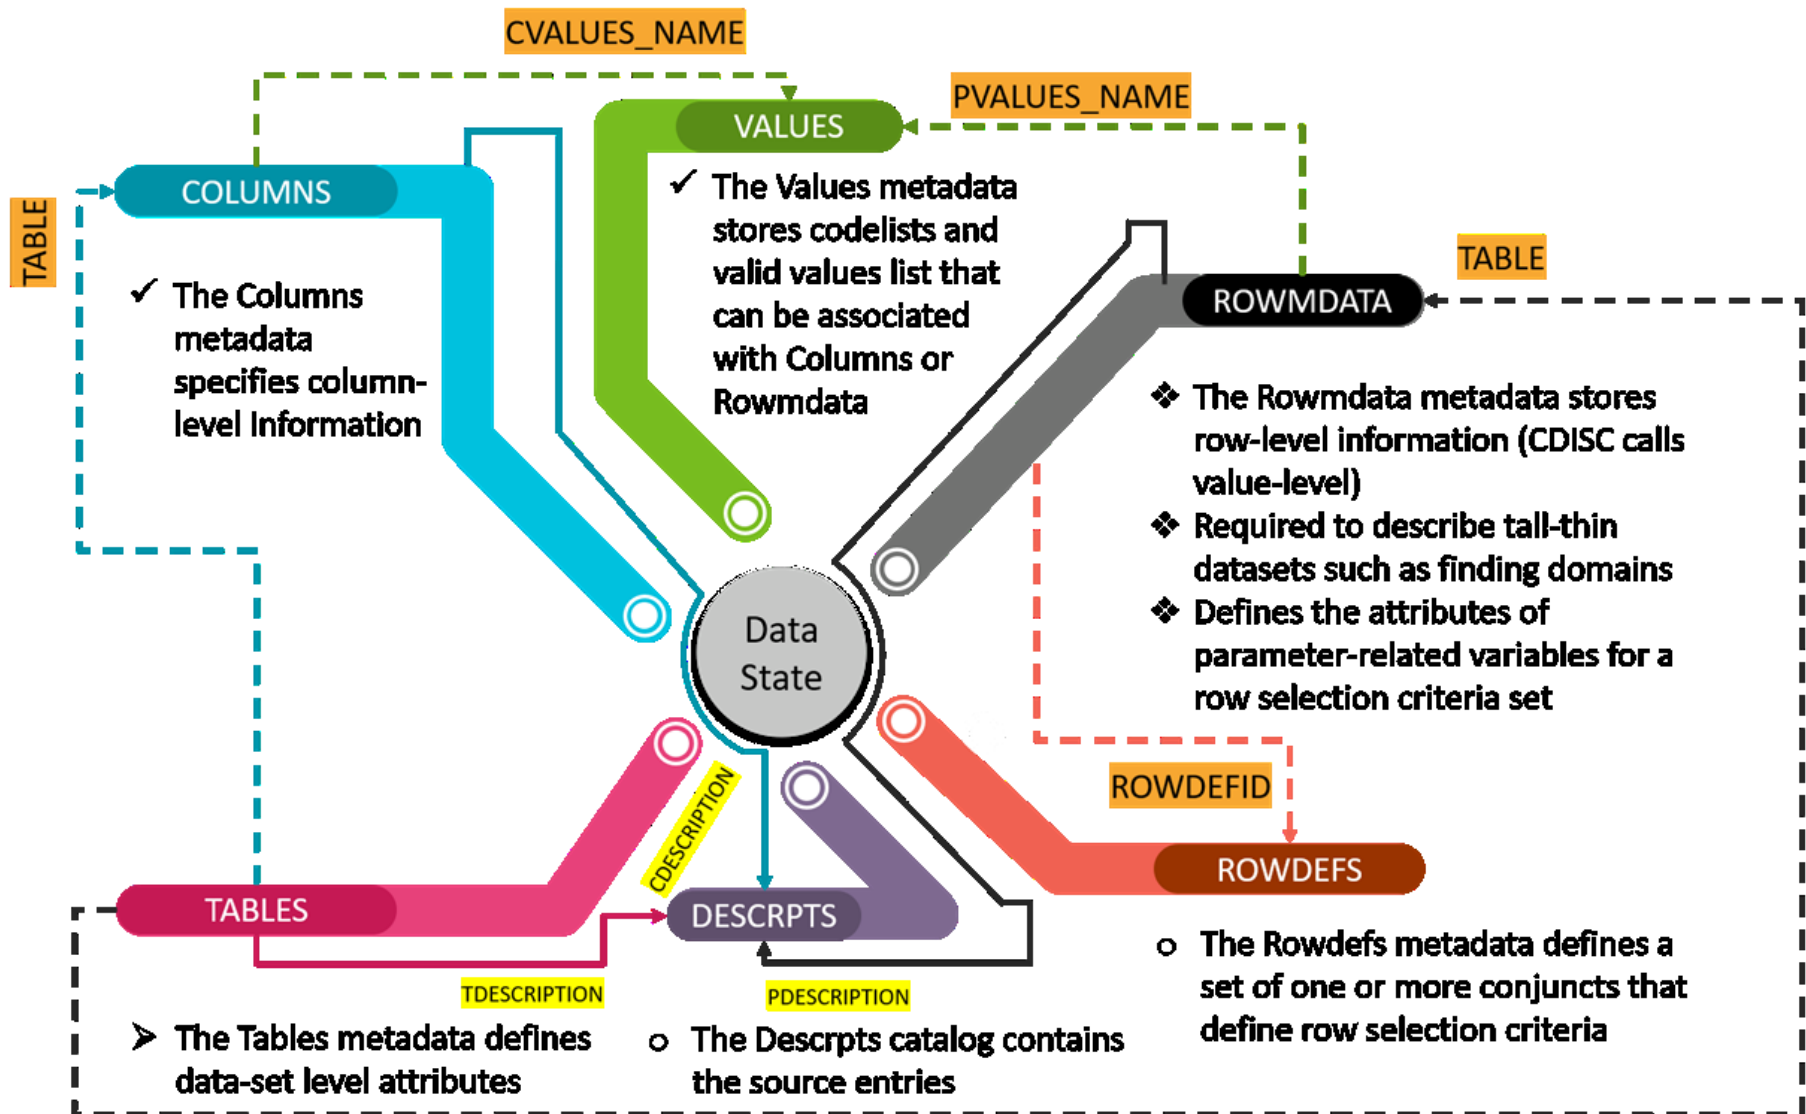 CVALUES_NAME
PVALUES_NAME
VALUES
COLUMNS
TABLE
The Values metadata
stores codelists and
valid values list that
can be associated
with Columns or
Rowmdata
TABLE
ROWMDATA
The Columns
metadata
specifies column-
level Information
❖ The Rowmdata metadata stores
row-level information (CDISC calls
value-level)
❖ Required to describe tall-thin
datasets such as finding domains
❖ Defines the attributes of
parameter-related variables for a
row selection criteria set
Data
State
CDESCRIPTION
ROWDEFID
ROWDEFS
TABLES
DESCRPTS
TDESCRIPTION
PDESCRIPTION
o The Rowdefs metadata defines a
set of one or more conjuncts that
define row selection criteria
➢ The Tables metadata defines
data-set level attributes
o The Descrpts catalog contains
the source entries